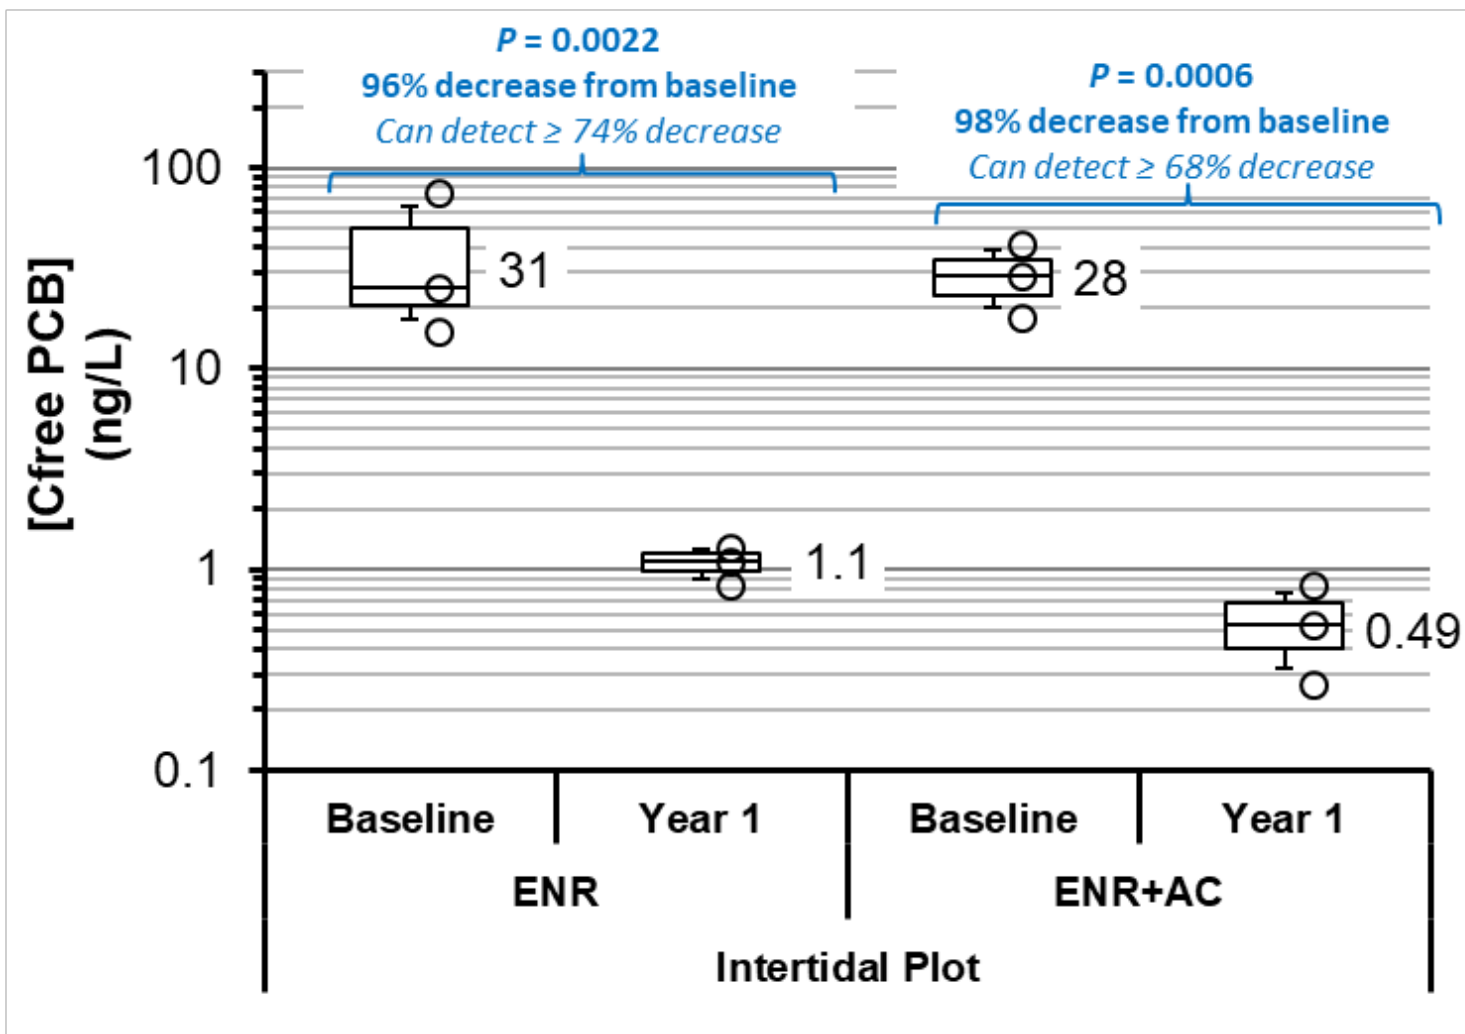 P = 0.0022
96% decrease from baseline
Can detect ≥ 74% decrease
P = 0.0006
98% decrease from baseline
Can detect ≥ 68% decrease
[Cfree PCB]
(ng/L)
100
10
1
0.1
31
1.1
28
0.49
Baseline
Year 1
Baseline
Year 1
ENR
ENR+AC
Intertidal Plot